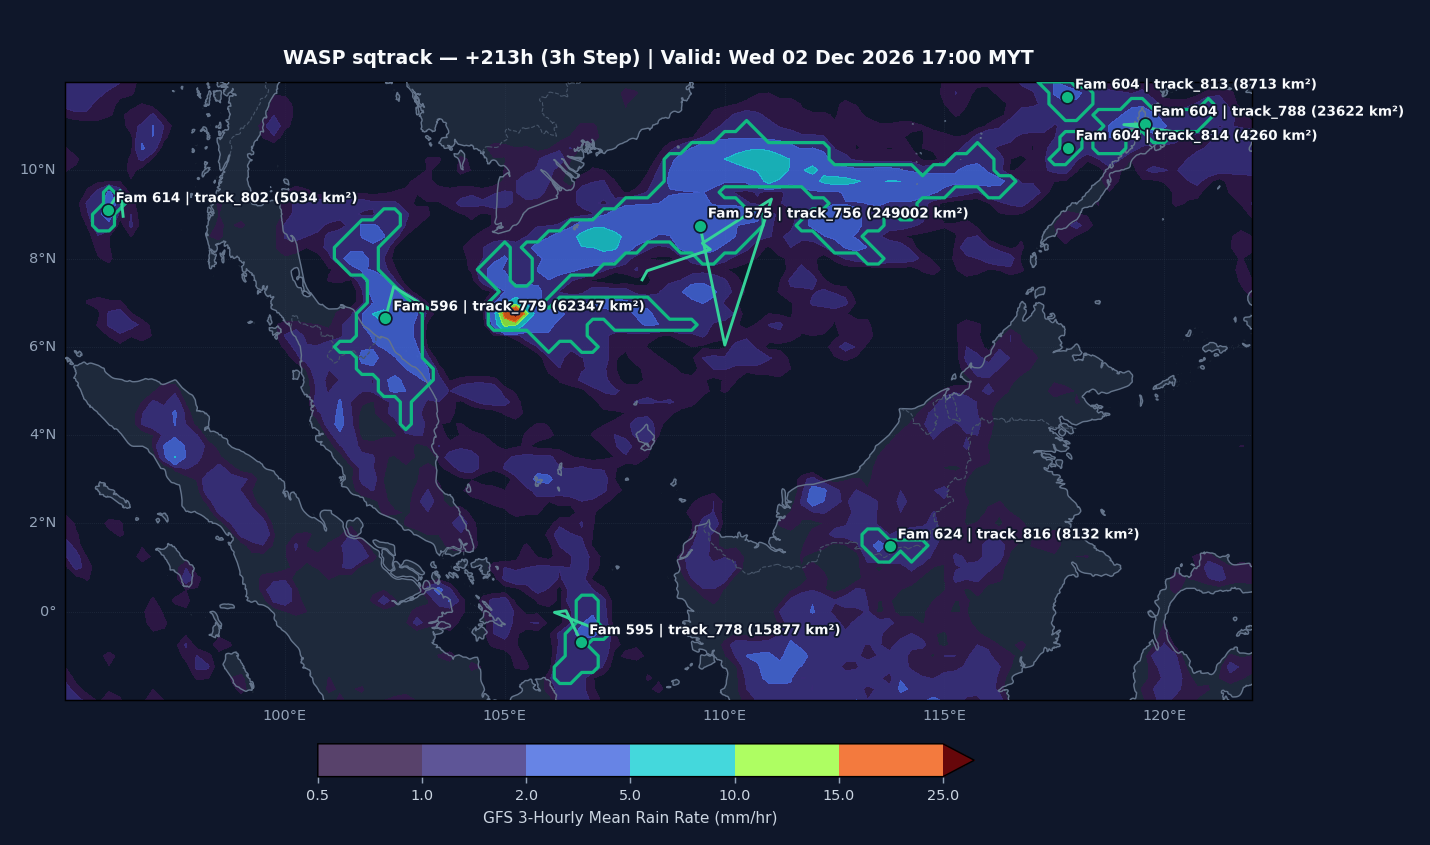 WASP sqtrack — +213h (3h Step) | Valid: Wed 02 Dec 2026 17:00 MYT
Fam 604 | track_813 (8713 km²)
Fam 604 | track_788 (23622 km²)
Fam 604 | track_814 (4260 km²)
10°N
Fam 614 | track_802 (5034 km²)
Fam 575 | track_756 (249002 km²)
8°N
Fam 596 | track_779 (62347 km²)
6°N
4°N
2°N
Fam 624 | track_816 (8132 km²)
0°
Fam 595 | track_778 (15877 km²)
100°E 105°E 110°E 115°E 120°E
0.5 1.0 2.0 5.0 10.0 15.0 25.0
GFS 3-Hourly Mean Rain Rate (mm/hr)